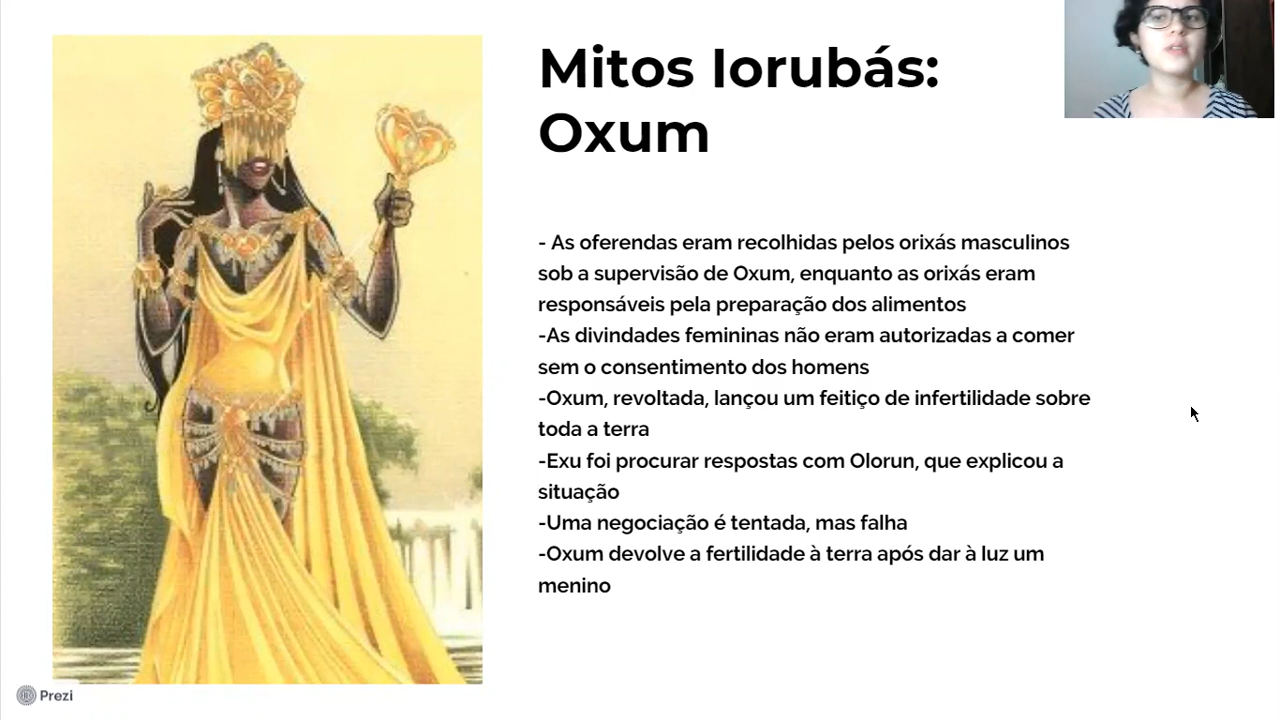 Mitos Iorubás:
Oxum
- As oferendas eram recolhidas pelos orixás masculinos
sob a supervisão de Oxum, enquanto as orixás eram
responsáveis pela preparação dos alimentos
-As divindades femininas não eram autorizadas a comer
sem o consentimento dos homens
-Oxum, revoltada, lançou um feitiço de infertilidade sobre
toda a terra
-Exu foi procurar respostas com Olorun, que explicou a
situação
-Uma negociação é tentada, mas falha
-Oxum devolve a fertilidade à terra após dar à luz um
menino
Prezi